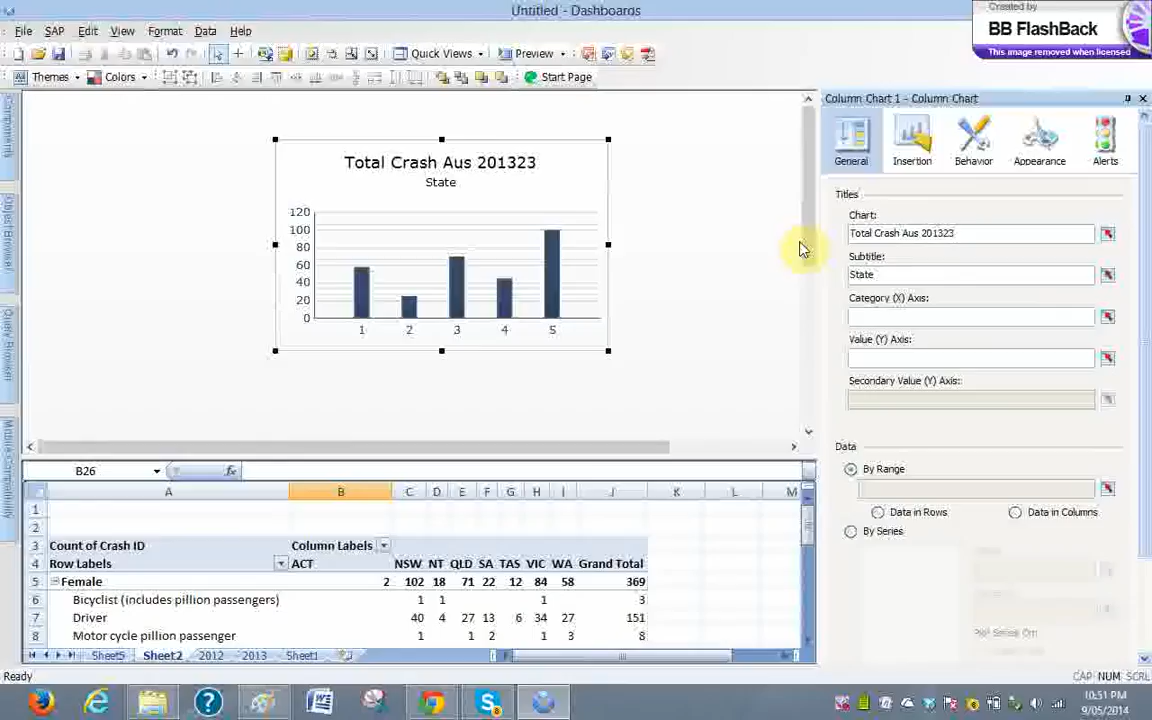 Untitled - Dashboards
Created by
BB FlashBack
This image removed when licensed
File SAP Edit View Format Data Help
Quick Views Preview
Themes Colors Start Page
Components
Object Browser
Query Browser
Mobile Compatibility
Total Crash Aus 201323
State
120
100
80
60
40
20
0
1 2 3 4 5
Column Chart 1 - Column Chart
General Insertion Behavior Appearance Alerts
Titles
Chart:
Total Crash Aus 201323
Subtitle:
State
Category (X) Axis:
Value (Y) Axis:
Secondary Value (Y) Axis:
Data
By Range
Data in Rows Data in Columns
By Series
B26 fx
A B C D E F G H I J K L M
1
2
3 Count of Crash ID Column Labels
4 Row Labels ACT NSW NT QLD SA TAS VIC WA Grand Total
5 Female 2 102 18 71 22 12 84 58 369
6 Bicyclist (includes pillion passengers) 1 1 1 3
7 Driver 40 4 27 13 6 34 27 151
8 Motor cycle pillion passenger 1 1 2 1 3 8
Sheet5 Sheet2 2012 2013 Sheet1
Ready
CAP NUM SCRL
10:51 PM
9/05/2014